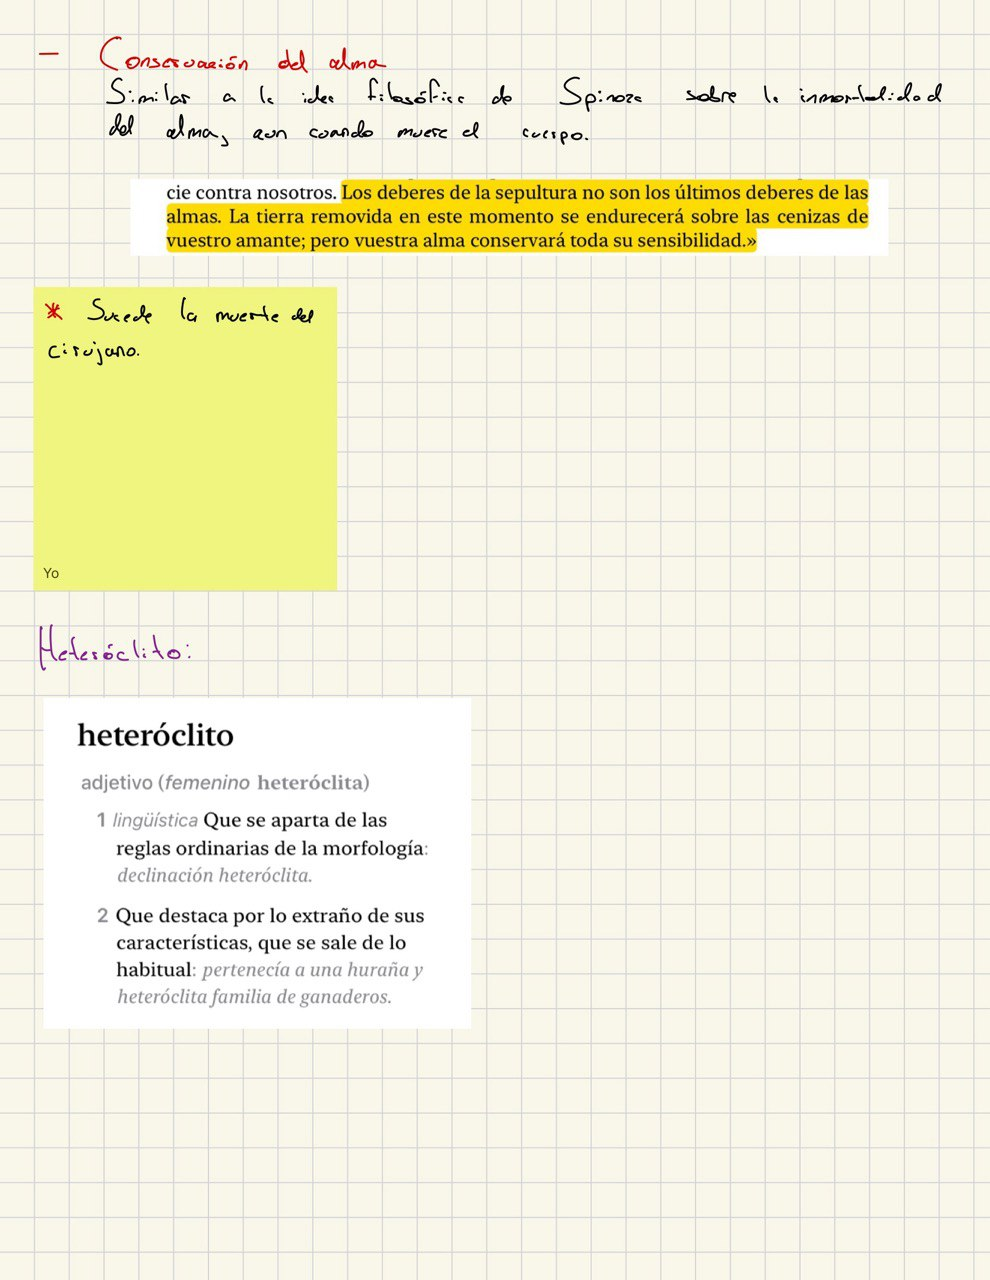 — Conservación del alma
Similar a la idea filosófica de Spinoza sobre la inmortalidad
del alma, aun cuando muere el cuerpo.
cie contra nosotros. Los deberes de la sepultura no son los últimos deberes de las
almas. La tierra removida en este momento se endurecerá sobre las cenizas de
vuestro amante; pero vuestra alma conservará toda su sensibilidad.»
* Sucede la muerte del
cirujano.
Yo
Heteróclito:
heteróclito
adjetivo (femenino heteróclita)
1 lingüística Que se aparta de las
reglas ordinarias de la morfología:
declinación heteróclita.
2 Que destaca por lo extraño de sus
características, que se sale de lo
habitual: pertenecía a una huraña y
heteróclita familia de ganaderos.